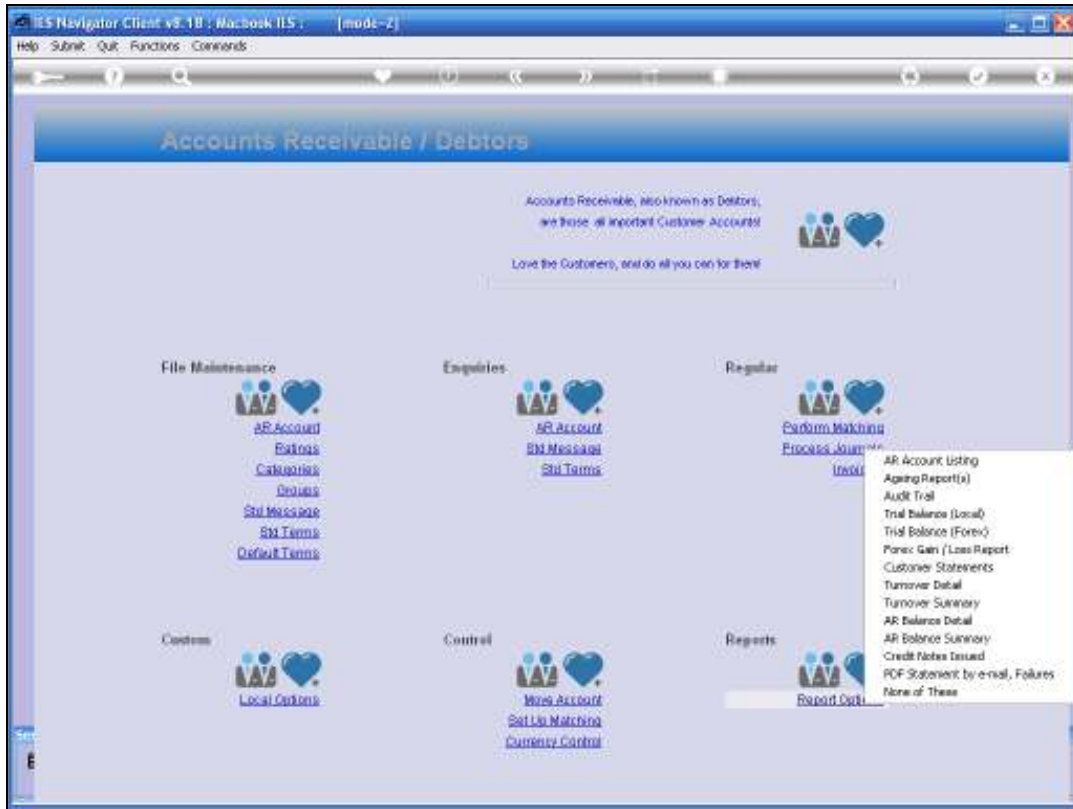 IES Navigator Client v8.18 : Macbook ILS : [mode-Z]
Help Submit Quit Functions Commands
Accounts Receivable / Debtors
Accounts Receivable, also known as Debtors,
are those all important Customer Accounts!
Love the Customers, and do all you can for them!
File Maintenance
AR Account
Ratings
Categories
Groups
Std Message
Std Terms
Default Terms
Enquiries
AR Account
Std Message
Std Terms
Regular
Perform Matching
Process Journals
AR Account Listing
Ageing Report(s)
Audit Trail
Trial Balance (Local)
Trial Balance (Forex)
Forex Gain / Loss Report
Customer Statements
Turnover Detail
Turnover Summary
AR Balance Detail
AR Balance Summary
Credit Notes Issued
PDF Statement by e-mail, Failures
None of These
Custom
Local Options
Control
Move Account
Set Up Matching
Currency Control
Reports
Report Opti